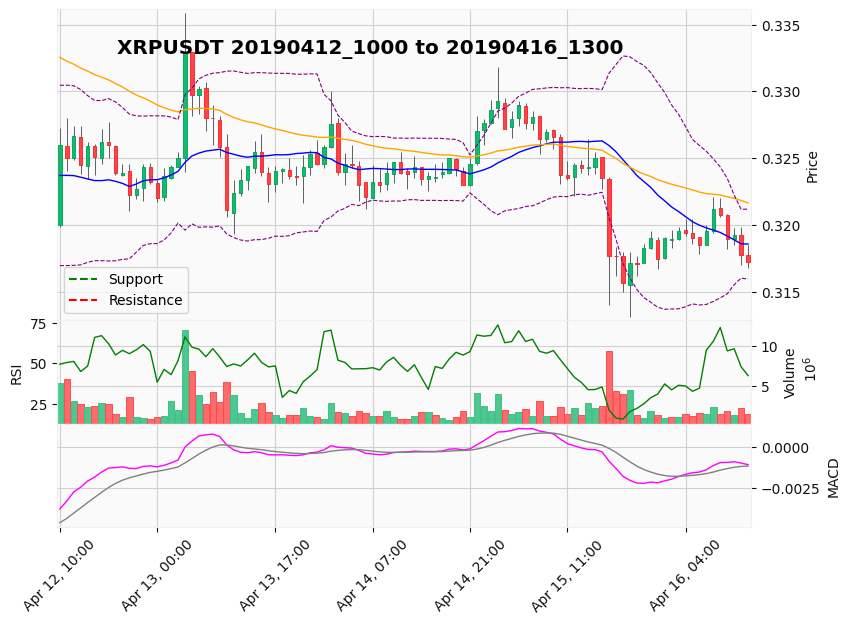 XRPUSDT 20190412_1000 to 20190416_1300
0.335
0.330
0.325
0.320
0.315
Price
Support
Resistance
75
50
25
RSI
10
5
Volume
10^6
0.0000
−0.0025
MACD
Apr 12, 10:00
Apr 13, 00:00
Apr 13, 17:00
Apr 14, 07:00
Apr 14, 21:00
Apr 15, 11:00
Apr 16, 04:00